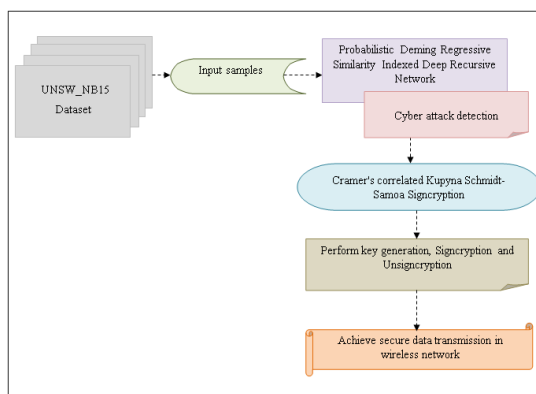 UNSW_NB15
Dataset
Input samples
Probabilistic Deming Regressive
Similarity Indexed Deep Recursive
Network
Cyber attack detection
Cramer's correlated Kupyna Schmidt-
Samoa Signcryption
Perform key generation, Signcryption and
Unsigncryption
Achieve secure data transmission in
wireless network